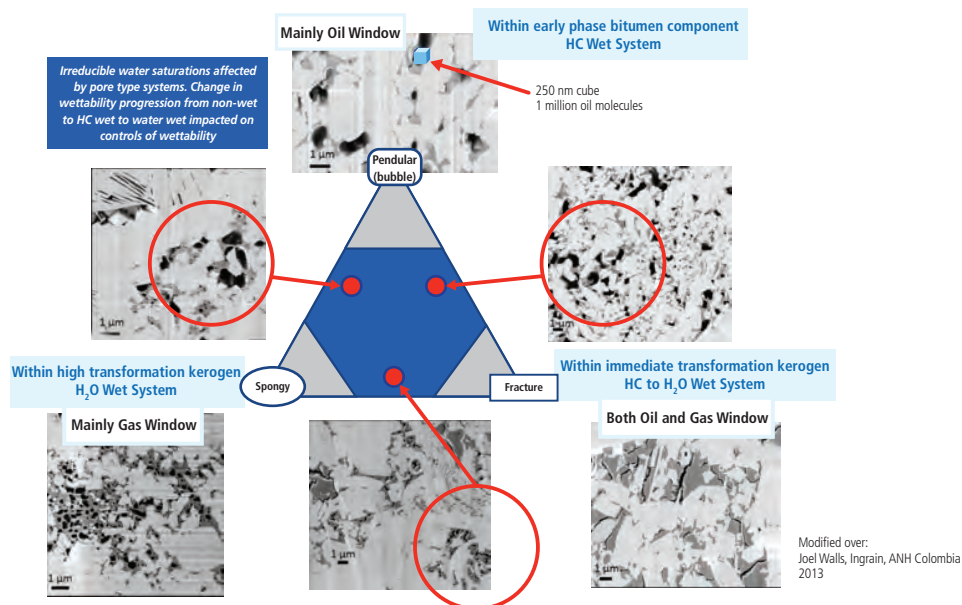 Mainly Oil Window
Within early phase bitumen component
HC Wet System
Irreducible water saturations affected
by pore type systems. Change in
wettability progression from non-wet
to HC wet to water wet impacted on
controls of wettability
250 nm cube
1 million oil molecules
1 µm
Pendular
(bubble)
1 µm
1 µm
Within high transformation kerogen
H₂O Wet System
Spongy
Fracture
Within immediate transformation kerogen
HC to H₂O Wet System
Mainly Gas Window
Both Oil and Gas Window
1 µm
1 µm
1 µm
Modified over:
Joel Walls, Ingrain, ANH Colombia
2013